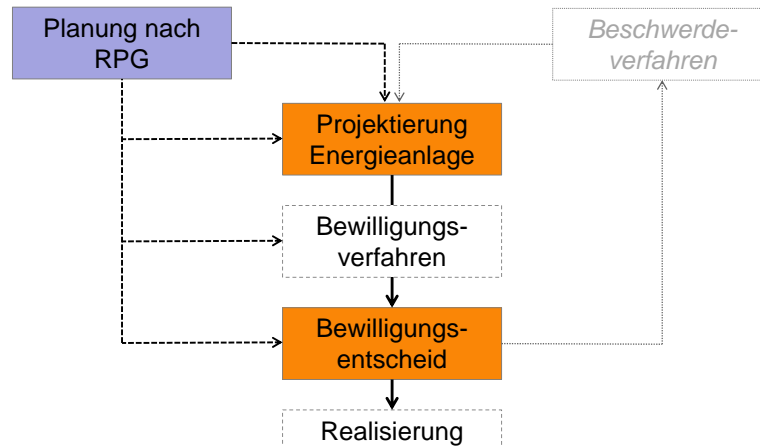 Planung nach
RPG
Beschwerde-
verfahren
Projektierung
Energieanlage
Bewilligungs-
verfahren
Bewilligungs-
entscheid
Realisierung